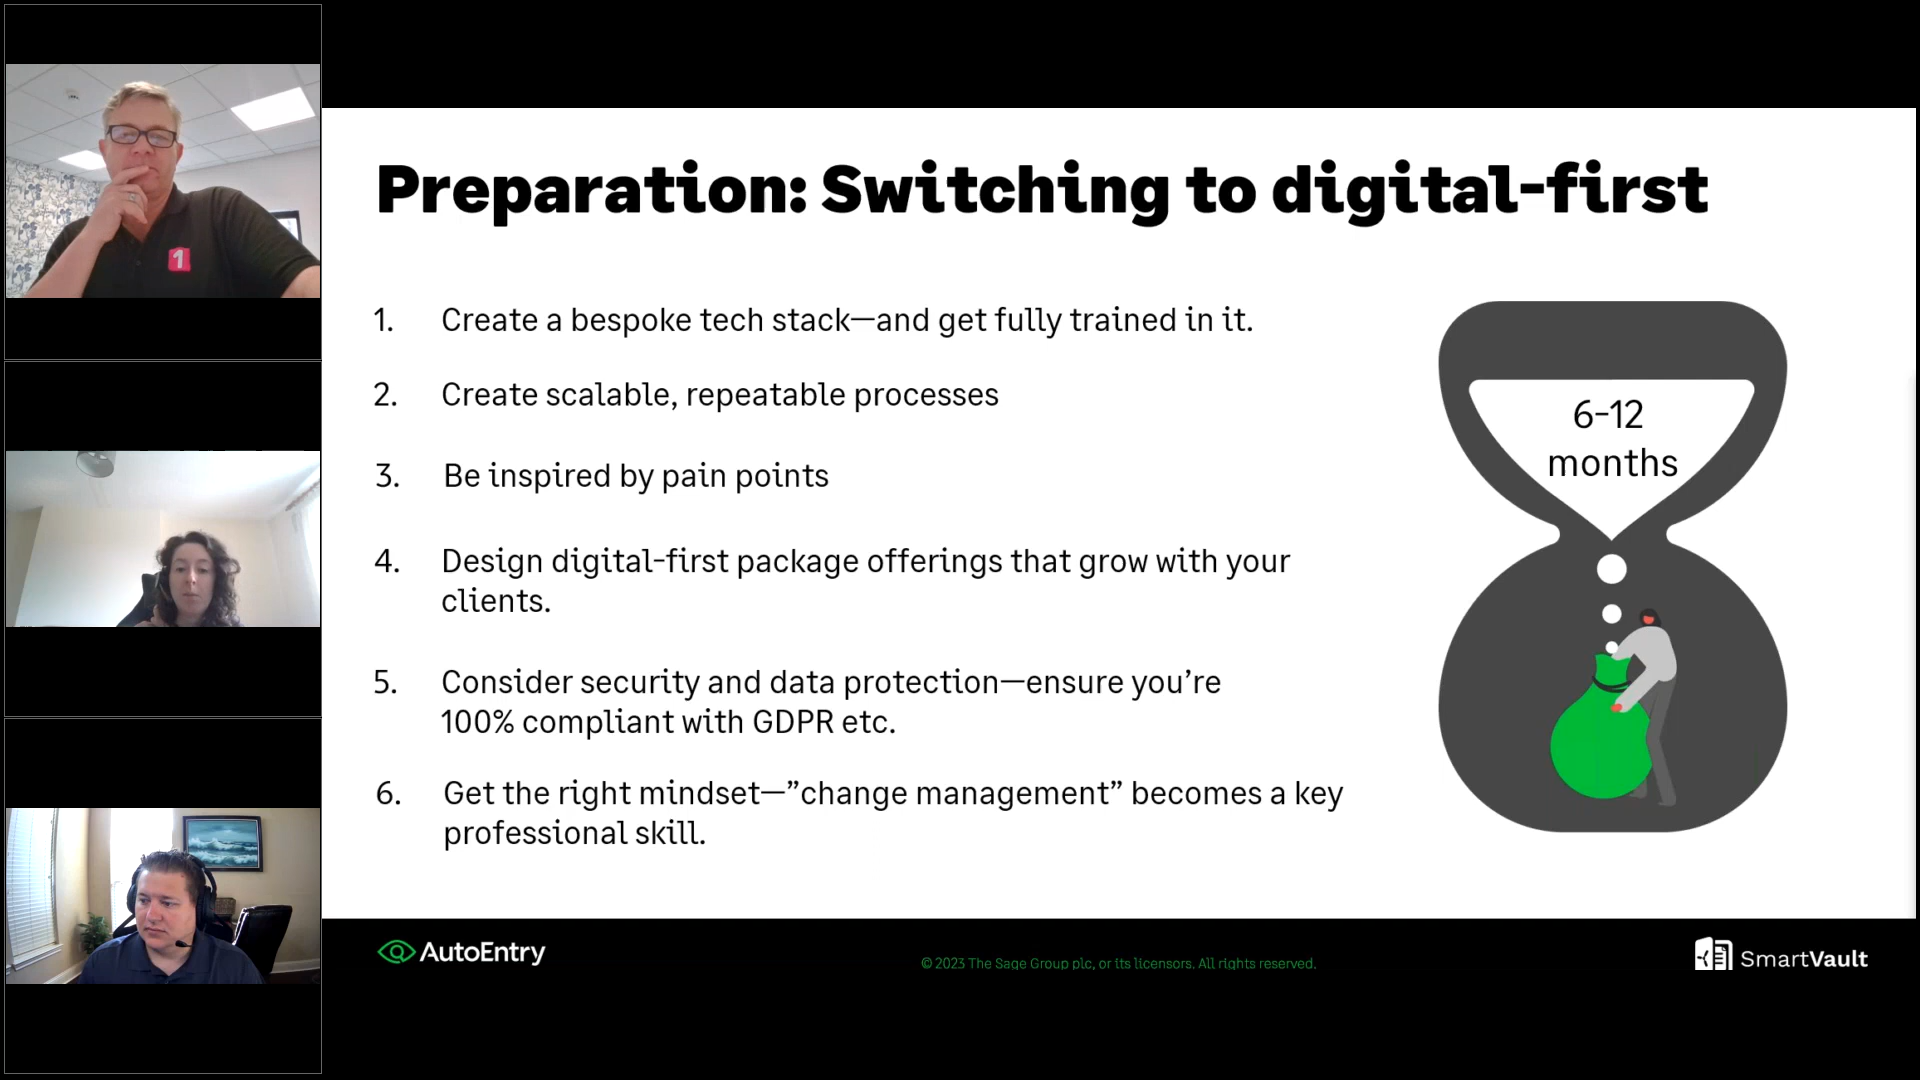 1
Preparation: Switching to digital-first
1. Create a bespoke tech stack—and get fully trained in it.
2. Create scalable, repeatable processes
3. Be inspired by pain points
4. Design digital-first package offerings that grow with your
clients.
5. Consider security and data protection—ensure you’re
100% compliant with GDPR etc.
6. Get the right mindset—”change management” becomes a key
professional skill.
6-12
months
AutoEntry
© 2023 The Sage Group plc, or its licensors. All rights reserved.
SmartVault